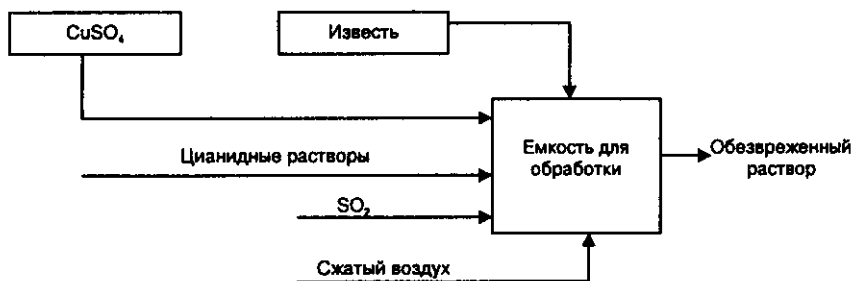 CuSO₄
Известь
Цианидные растворы
Емкость для
обработки
Обезвреженный
раствор
SO₂
Сжатый воздух